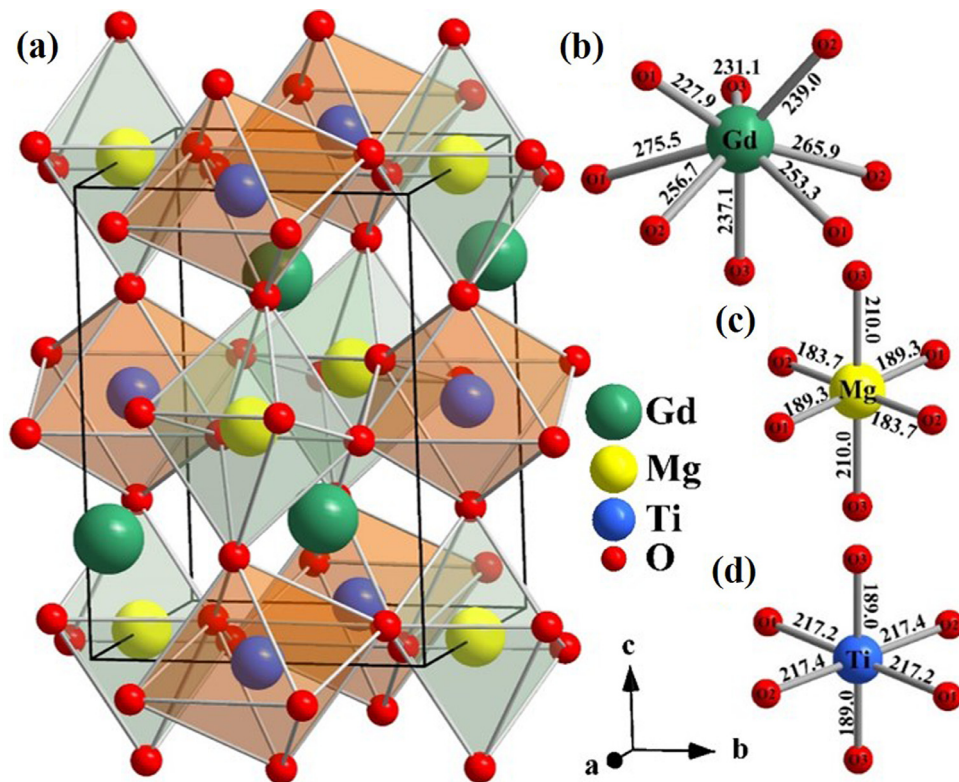 (a)
(b)
O1
231.1
O3
O2
227.9
239.0
Gd
275.5
265.9
O1
O2
256.7
253.3
237.1
O2
O1
O3
(c)
O3
210.0
O2
183.7
189.3
O1
Mg
189.3
183.7
O1
O2
210.0
O3
Gd
Mg
Ti
O
(d)
O3
189.0
O1
217.2
217.4
O2
Ti
217.4
217.2
O2
O1
189.0
O3
c
b
a